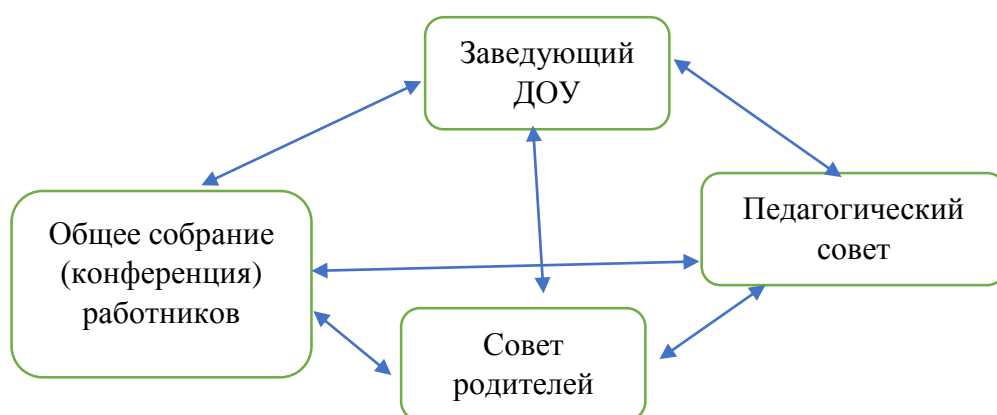 Заведующий
ДОУ
Общее собрание
(конференция)
работников
Педагогический
совет
Совет
родителей